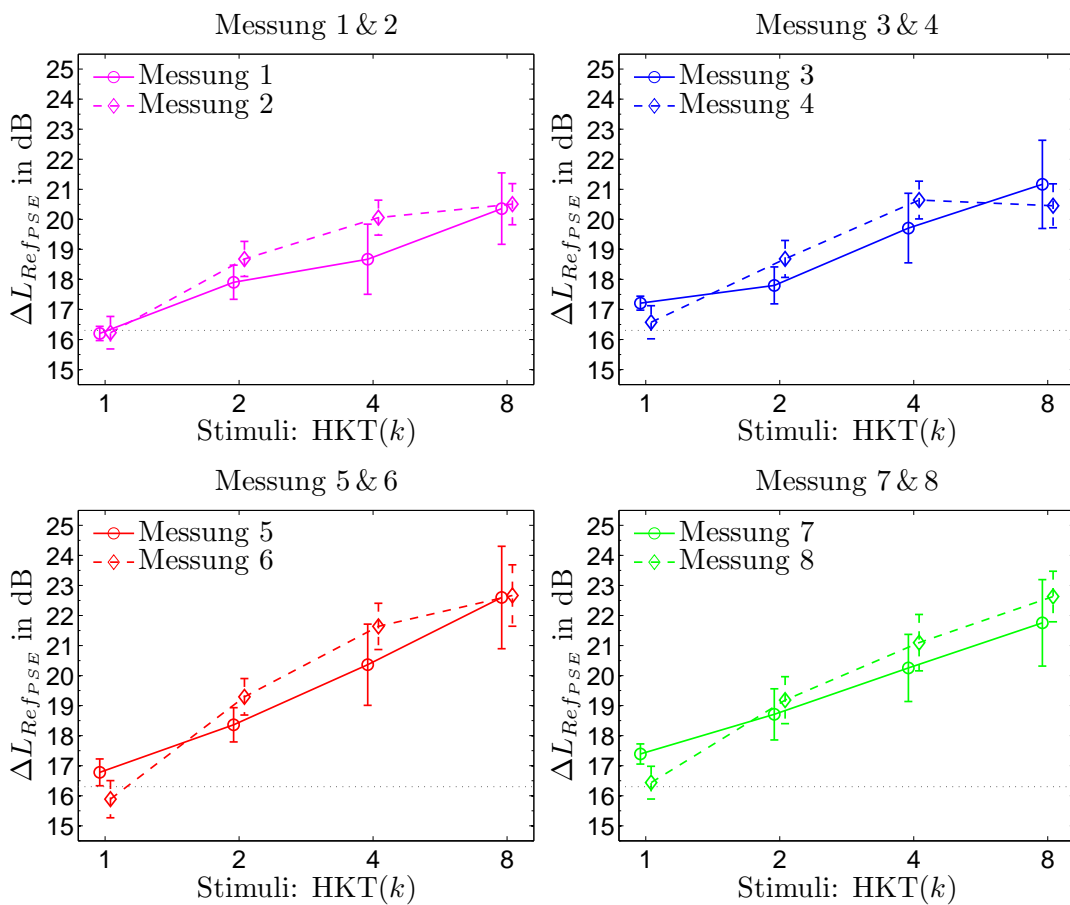 Messung 1 & 2
25
24
23
22
21
20
19
18
17
16
15
ΔL_{Ref_{PSE}} in dB
Messung 1
Messung 2
1 2 4 8
Stimuli: HKT(k)
Messung 3 & 4
25
24
23
22
21
20
19
18
17
16
15
ΔL_{Ref_{PSE}} in dB
Messung 3
Messung 4
1 2 4 8
Stimuli: HKT(k)
Messung 5 & 6
25
24
23
22
21
20
19
18
17
16
15
ΔL_{Ref_{PSE}} in dB
Messung 5
Messung 6
1 2 4 8
Stimuli: HKT(k)
Messung 7 & 8
25
24
23
22
21
20
19
18
17
16
15
ΔL_{Ref_{PSE}} in dB
Messung 7
Messung 8
1 2 4 8
Stimuli: HKT(k)